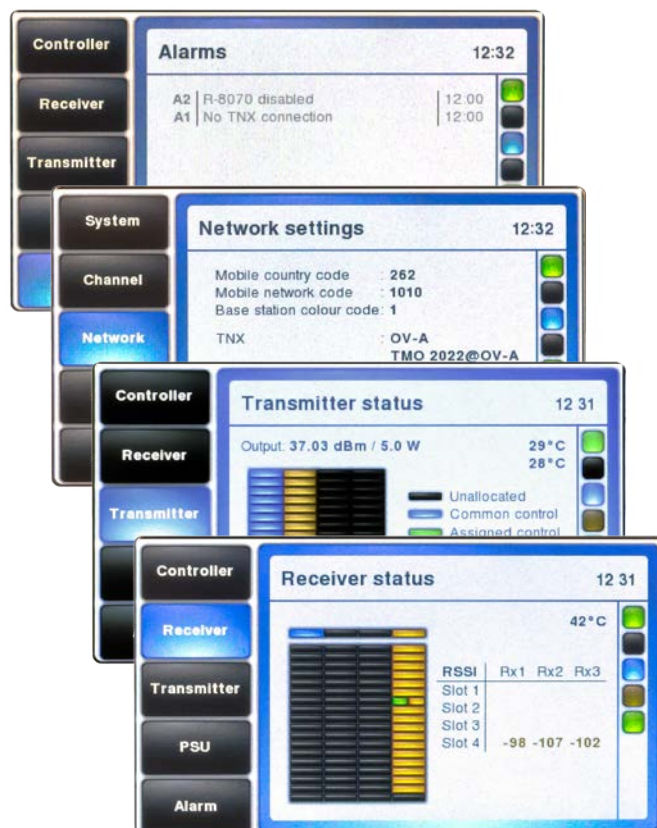 Controller
Receiver
Transmitter
Alarms 12:32
A2 R-8070 disabled 12:00
A1 No TNX connection 12:00
System
Channel
Network
Network settings 12:32
Mobile country code : 262
Mobile network code : 1010
Base station colour code: 1
TNX : OV-A
TMO 2022@OV-A
Controller
Receiver
Transmitter
Transmitter status 12 31
Output: 37.03 dBm / 5.0 W 29°C
28°C
Unallocated
Common control
Assigned control
Controller
Receiver
Transmitter
PSU
Alarm
Receiver status 12 31
42°C
RSSI Rx1 Rx2 Rx3
Slot 1
Slot 2
Slot 3
Slot 4 -98 -107 -102